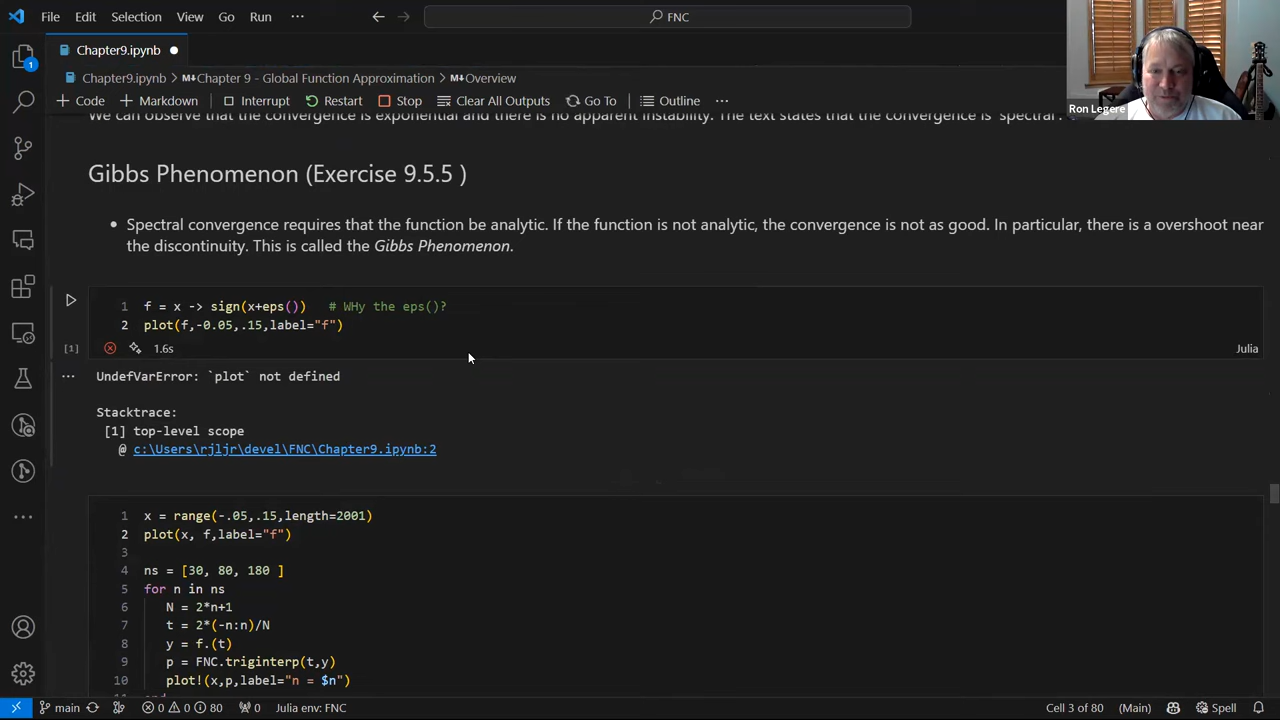 File Edit Selection View Go Run ··· FNC
Chapter9.ipynb
Chapter9.ipynb > Chapter 9 - Global Function Approximation > Overview
Code Markdown Interrupt Restart Stop Clear All Outputs Go To Outline ···
Ron Legere
We can observe that the convergence is exponential and there is no apparent instability. The text states that the convergence is 'spectral'.
Gibbs Phenomenon (Exercise 9.5.5 )
• Spectral convergence requires that the function be analytic. If the function is not analytic, the convergence is not as good. In particular, there is a overshoot near
the discontinuity. This is called the Gibbs Phenomenon.
1 f = x -> sign(x+eps()) # WHy the eps()?
2 plot(f,-0.05,.15,label="f")
[1] 1.6s Julia
··· UndefVarError: `plot` not defined
Stacktrace:
[1] top-level scope
@ c:\Users\rjljr\devel\FNC\Chapter9.ipynb:2
1 x = range(-.05,.15,length=2001)
2 plot(x, f,label="f")
3
4 ns = [30, 80, 180 ]
5 for n in ns
6 N = 2*n+1
7 t = 2*(-n:n)/N
8 y = f.(t)
9 p = FNC.triginterp(t,y)
10 plot!(x,p,label="n = $n")
11 end
1
main 0 0 80 0 Julia env: FNC Cell 3 of 80 (Main) Spell